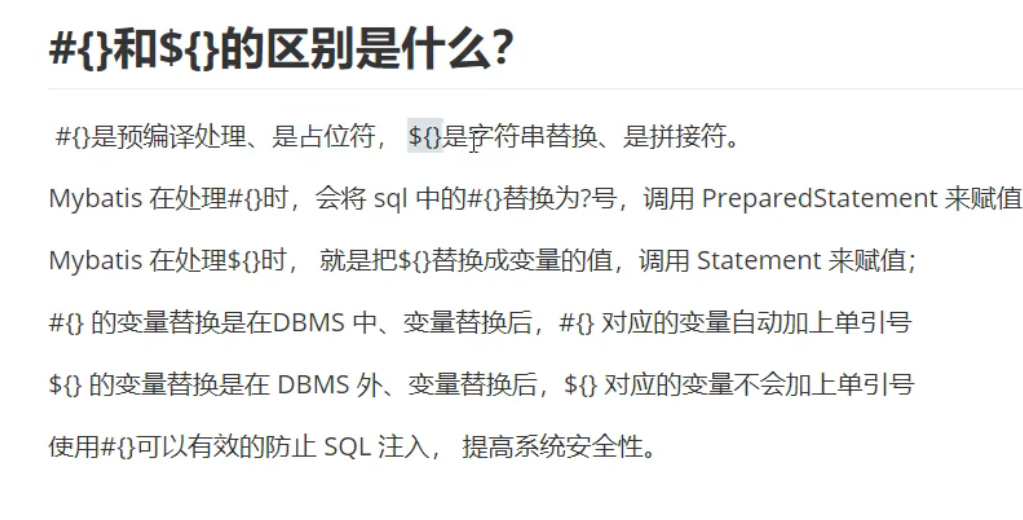 #{}和${}的区别是什么？
#{}是预编译处理、是占位符， ${}是字符串替换、是拼接符。
Mybatis 在处理#{}时，会将 sql 中的#{}替换为?号，调用 PreparedStatement 来赋值
Mybatis 在处理${}时， 就是把${}替换成变量的值，调用 Statement 来赋值；
#{} 的变量替换是在DBMS 中、变量替换后，#{} 对应的变量自动加上单引号
${} 的变量替换是在 DBMS 外、变量替换后，${} 对应的变量不会加上单引号
使用#{}可以有效的防止 SQL 注入， 提高系统安全性。